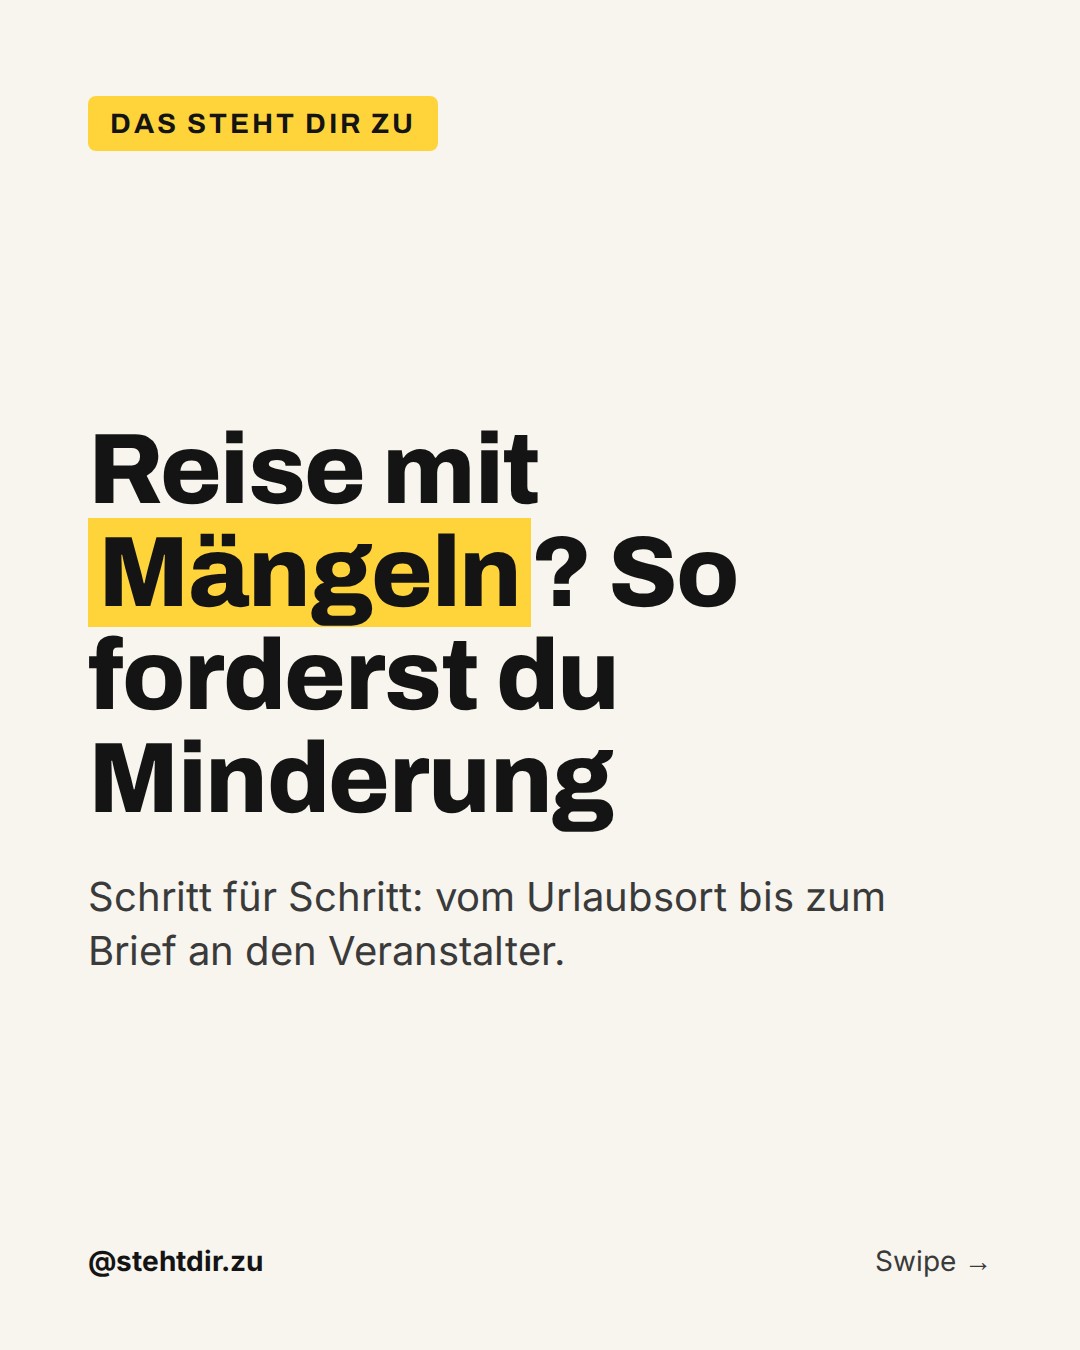 DAS STEHT DIR ZU
Reise mit
Mängeln? So
forderst du
Minderung
Schritt für Schritt: vom Urlaubsort bis zum
Brief an den Veranstalter.
@stehtdir.zu
Swipe →